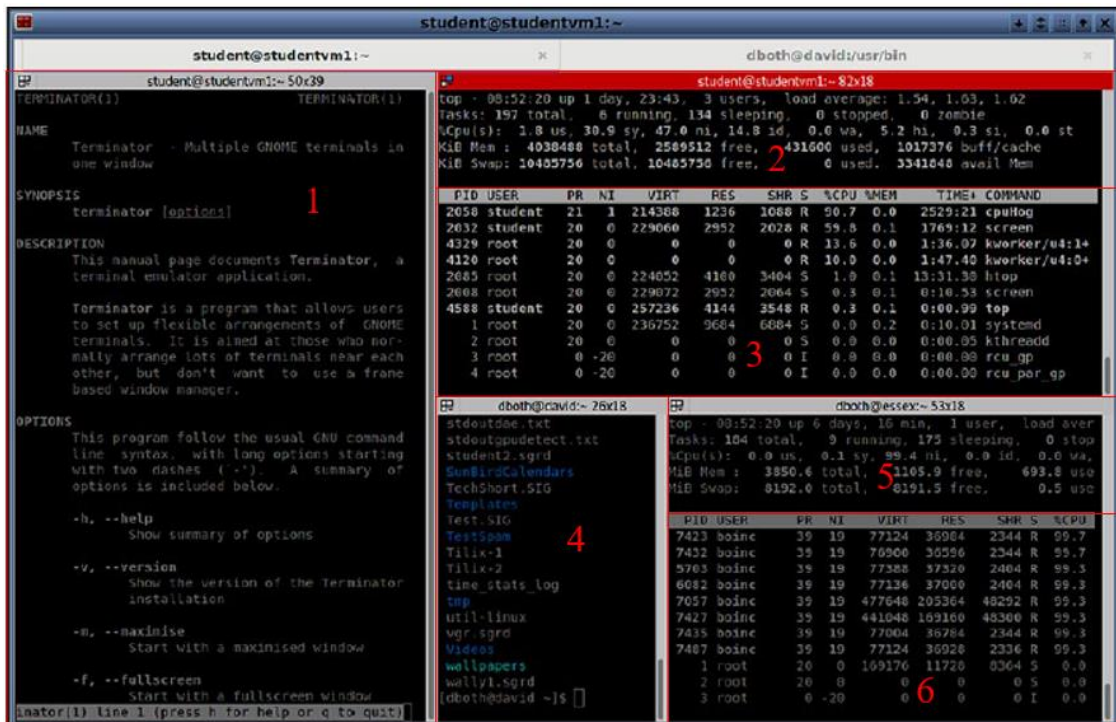 student@studentvm1:~
student@studentvm1:~ × dboth@david:/usr/bin ×
student@studentvm1:~ 50x39
TERMINATOR(1) TERMINATOR(1)
NAME
Terminator - Multiple GNOME terminals in
one window
SYNOPSIS
terminator [options]
1
DESCRIPTION
This manual page documents Terminator, a
terminal emulator application.
Terminator is a program that allows users
to set up flexible arrangements of GNOME
terminals. It is aimed at those who nor-
mally arrange lots of terminals near each
other, but don't want to use a frame
based window manager.
OPTIONS
This program follow the usual GNU command
line syntax, with long options starting
with two dashes (`-'). A summary of
options is included below.
-h, --help
Show summary of options
-v, --version
Show the version of the Terminator
installation
-m, --maximise
Start with a maximised window
-f, --fullscreen
Start with a fullscreen window
inator(1) line 1 (press h for help or q to quit)
student@studentvm1:~ 82x18
top - 08:52:20 up 1 day, 23:43, 3 users, load average: 1.54, 1.63, 1.62
Tasks: 197 total, 6 running, 134 sleeping, 0 stopped, 0 zombie
%Cpu(s): 1.8 us, 30.9 sy, 47.0 ni, 14.8 id, 0.0 wa, 5.2 hi, 0.3 si, 0.0 st
KiB Mem : 4038488 total, 2589512 free, 431600 used, 1017376 buff/cache
KiB Swap: 10485756 total, 10485756 free, 0 used. 3341848 avail Mem
2
PID USER PR NI VIRT RES SHR S %CPU %MEM TIME+ COMMAND
2058 student 21 1 214388 1236 1088 R 90.7 0.0 2529:21 cpuHog
2032 student 20 0 229060 2952 2028 R 59.8 0.1 1769:12 screen
4329 root 20 0 0 0 0 R 13.6 0.0 1:36.07 kworker/u4:1+
4120 root 20 0 0 0 0 R 10.0 0.0 1:47.40 kworker/u4:0+
2085 root 20 0 224052 4100 3404 S 1.0 0.1 13:31.38 htop
2008 root 20 0 229072 2952 2064 S 0.3 0.1 0:10.53 screen
4588 student 20 0 257236 4144 3548 R 0.3 0.1 0:00.99 top
1 root 20 0 236752 9684 6884 S 0.0 0.2 0:10.01 systemd
2 root 20 0 0 0 0 S 0.0 0.0 0:00.05 kthreadd
3 root 0 -20 0 0 0 I 0.0 0.0 0:00.00 rcu_gp
4 root 0 -20 0 0 0 I 0.0 0.0 0:00.00 rcu_par_gp
3
dboth@david:~ 26x18
stdoutdae.txt
stdoutgpudetect.txt
student2.sgrd
SunBirdCalendars
TechShort.SIG
Templates
Test.SIG
TestSpam
4
Tilix-1
Tilix-2
time_stats_log
tmp
util-linux
vgr.sgrd
Videos
wallpapers
wally1.sgrd
[dboth@david ~]$
dboth@essex:~ 53x18
top - 08:52:20 up 6 days, 16 min, 1 user, load aver
Tasks: 184 total, 9 running, 175 sleeping, 0 stop
%Cpu(s): 0.0 us, 0.1 sy, 99.4 ni, 0.0 id, 0.0 wa,
MiB Mem : 3850.6 total, 1105.9 free, 693.8 use
MiB Swap: 8192.0 total, 8191.5 free, 0.5 use
5
PID USER PR NI VIRT RES SHR S %CPU
7423 boinc 39 19 77124 36984 2344 R 99.7
7432 boinc 39 19 76900 36596 2344 R 99.7
5703 boinc 39 19 77388 37320 2404 R 99.3
6082 boinc 39 19 77136 37000 2404 R 99.3
7057 boinc 39 19 477648 205364 48292 R 99.3
7427 boinc 39 19 441048 169160 48300 R 99.3
7435 boinc 39 19 77004 36784 2344 R 99.3
7487 boinc 39 19 77124 36928 2336 R 99.3
1 root 20 0 169176 11728 8364 S 0.0
2 root 20 0 0 0 0 S 0.0
3 root 0 -20 0 0 0 I 0.0
6